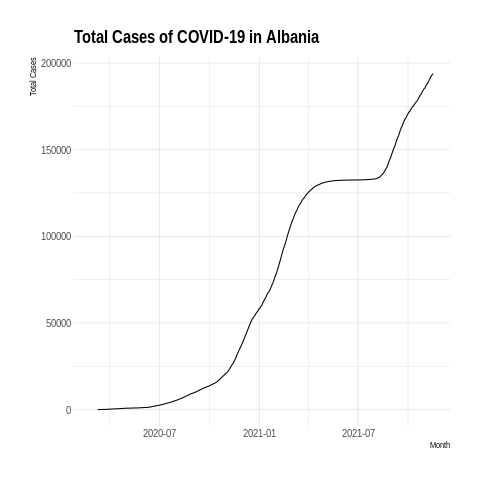 Total Cases of COVID-19 in Albania
Total Cases
200000
150000
100000
50000
0
2020-07
2021-01
2021-07
Month